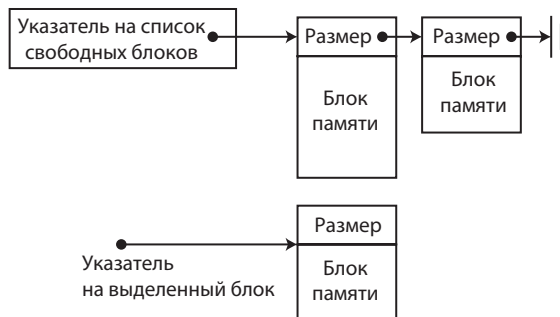 Указатель на список
свободных блоков
Размер
Размер
Блок
памяти
Блок
памяти
Размер
Указатель
на выделенный блок
Блок
памяти